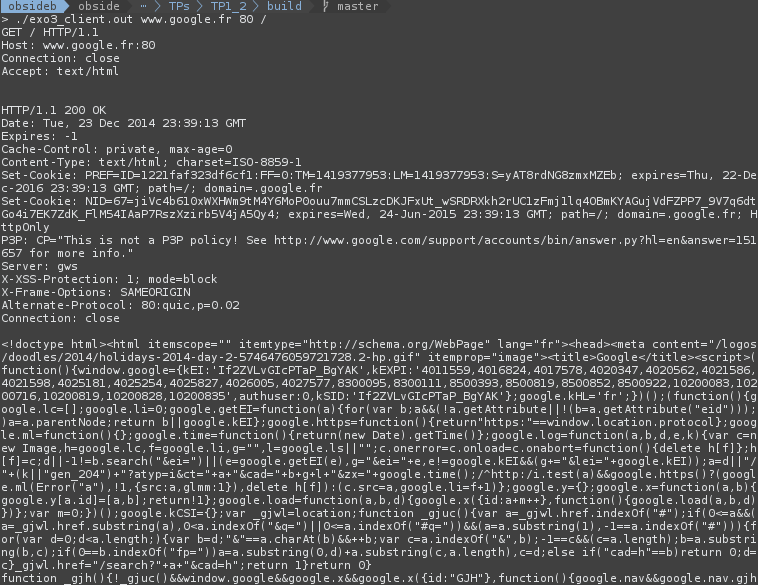 obsideb obside ⋯ TPs TP1_2 build master
> ./exo3_client.out www.google.fr 80 /
GET / HTTP/1.1
Host: www.google.fr:80
Connection: close
Accept: text/html
HTTP/1.1 200 OK
Date: Tue, 23 Dec 2014 23:39:13 GMT
Expires: -1
Cache-Control: private, max-age=0
Content-Type: text/html; charset=ISO-8859-1
Set-Cookie: PREF=ID=1221faf323df6cf1:FF=0:TM=1419377953:LM=1419377953:S=yAT8rdNG8zmxMZEb; expires=Thu, 22-De
c-2016 23:39:13 GMT; path=/; domain=.google.fr
Set-Cookie: NID=67=jiVc4b610xWXHWm9tM4Y6MoP0ouu7mmCSLzcDKJFxUt_wSRDRXkh2rUC1zFmj1lq4OBmKYAGujVdFZPP7_9V7q6dt
Go4i7EK7ZdK_FlM54IAaP7RszXzirb5V4jA5Qy4; expires=Wed, 24-Jun-2015 23:39:13 GMT; path=/; domain=.google.fr; H
ttpOnly
P3P: CP="This is not a P3P policy! See http://www.google.com/support/accounts/bin/answer.py?hl=en&answer=151
657 for more info."
Server: gws
X-XSS-Protection: 1; mode=block
X-Frame-Options: SAMEORIGIN
Alternate-Protocol: 80:quic,p=0.02
Connection: close
<!doctype html><html itemscope="" itemtype="http://schema.org/WebPage" lang="fr"><head><meta content="/logos
/doodles/2014/holidays-2014-day-2-5746476059721728.2-hp.gif" itemprop="image"><title>Google</title><script>(
function(){window.google={kEI:'If2ZVLvGIcPTaP_BgYAK',kEXPI:'4011559,4016824,4017578,4020347,4020562,4021586,
4021598,4025181,4025254,4025827,4026005,4027577,8300095,8300111,8500393,8500819,8500852,8500922,10200083,102
00716,10200819,10200828,10200835',authuser:0,kSID:'If2ZVLvGIcPTaP_BgYAK'};google.kHL='fr';})();(function(){g
oogle.lc=[];google.li=0;google.getEI=function(a){for(var b;a&&(!a.getAttribute||!(b=a.getAttribute("eid")));
)a=a.parentNode;return b||google.kEI};google.https=function(){return"https:"==window.location.protocol};goog
le.ml=function(){};google.time=function(){return(new Date).getTime()};google.log=function(a,b,d,e,k){var c=n
ew Image,h=google.lc,f=google.li,g="",l=google.ls||"";c.onerror=c.onload=c.onabort=function(){delete h[f]};h
[f]=c;d||-1!=b.search("&ei=")||(e=google.getEI(e),g="&ei="+e,e!=google.kEI&&(g+="&lei="+google.kEI));a=d||"/
"+(k||"gen_204")+"?atyp=i&ct="+a+"&cad="+b+g+l+"&zx="+google.time();/^http:/i.test(a)&&google.https()?(googl
e.ml(Error("a"),!1,{src:a,glmm:1}),delete h[f]):(c.src=a,google.li=f+1)};google.y={};google.x=function(a,b){
google.y[a.id]=[a,b];return!1};google.load=function(a,b,d){google.x({id:a+m++},function(){google.load(a,b,d)
})};var m=0;})();google.kCSI={};var _gjwl=location;function _gjuc(){var a=_gjwl.href.indexOf("#");if(0<=a&&(
a=_gjwl.href.substring(a),0<a.indexOf("&q=")||0<=a.indexOf("#q="))&&(a=a.substring(1),-1==a.indexOf("#"))){f
or(var d=0;d<a.length;){var b=d;"&"==a.charAt(b)&&++b;var c=a.indexOf("&",b);-1==c&&(c=a.length);b=a.substri
ng(b,c);if(0==b.indexOf("fp="))a=a.substring(0,d)+a.substring(c,a.length),c=d;else if("cad=h"==b)return 0;d=
c}_gjwl.href="/search?"+a+"&cad=h";return 1}return 0}
function _gjh(){!_gjuc()&&window.google&&google.x&&google.x({id:"GJH"},function(){google.nav&&google.nav.gjh